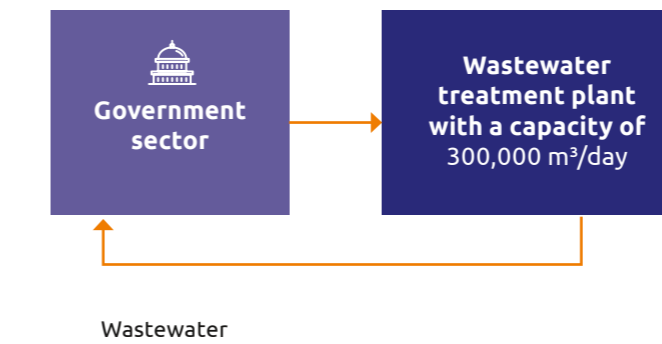 Government
sector
Wastewater
treatment plant
with a capacity of
300,000 m³/day
Wastewater